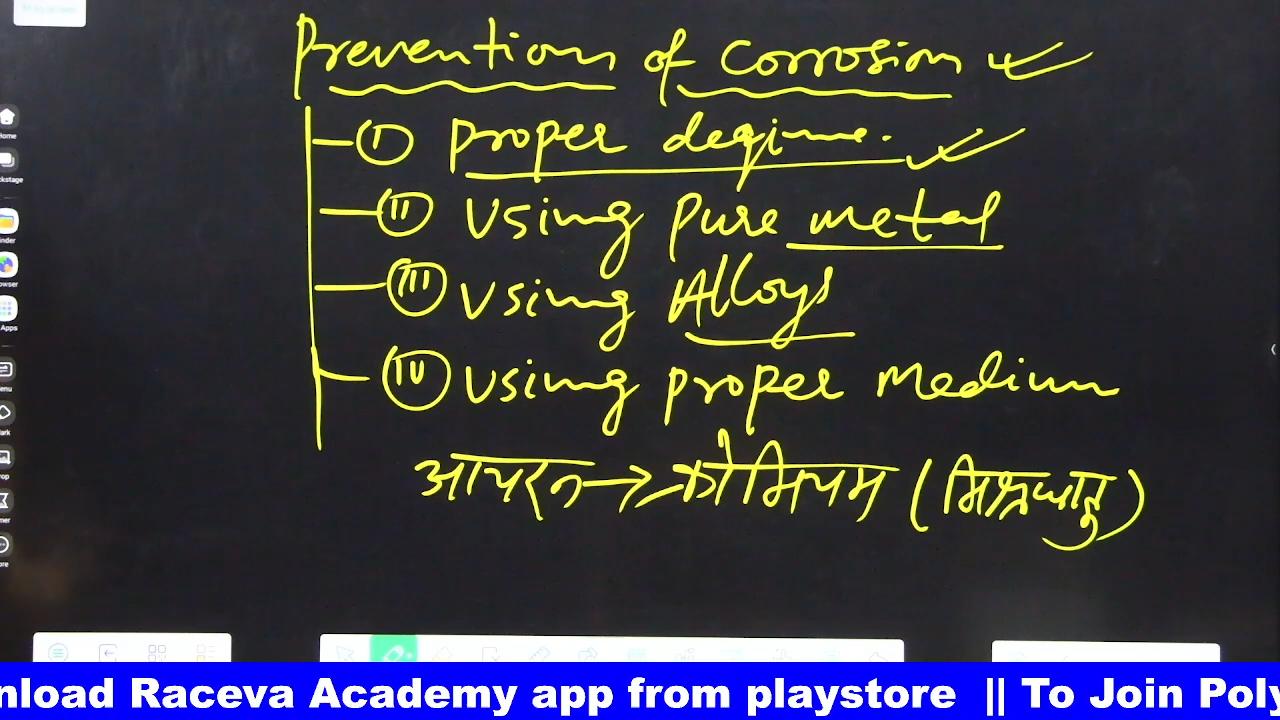 Prevention of Corrosion
I Proper deqine.
II Using Pure metal
III Using Alloys
IV Using proper Medium
आयरन → क्रोमियम (मिश्रधातु)
nload Raceva Academy app from playstore || To Join Poly